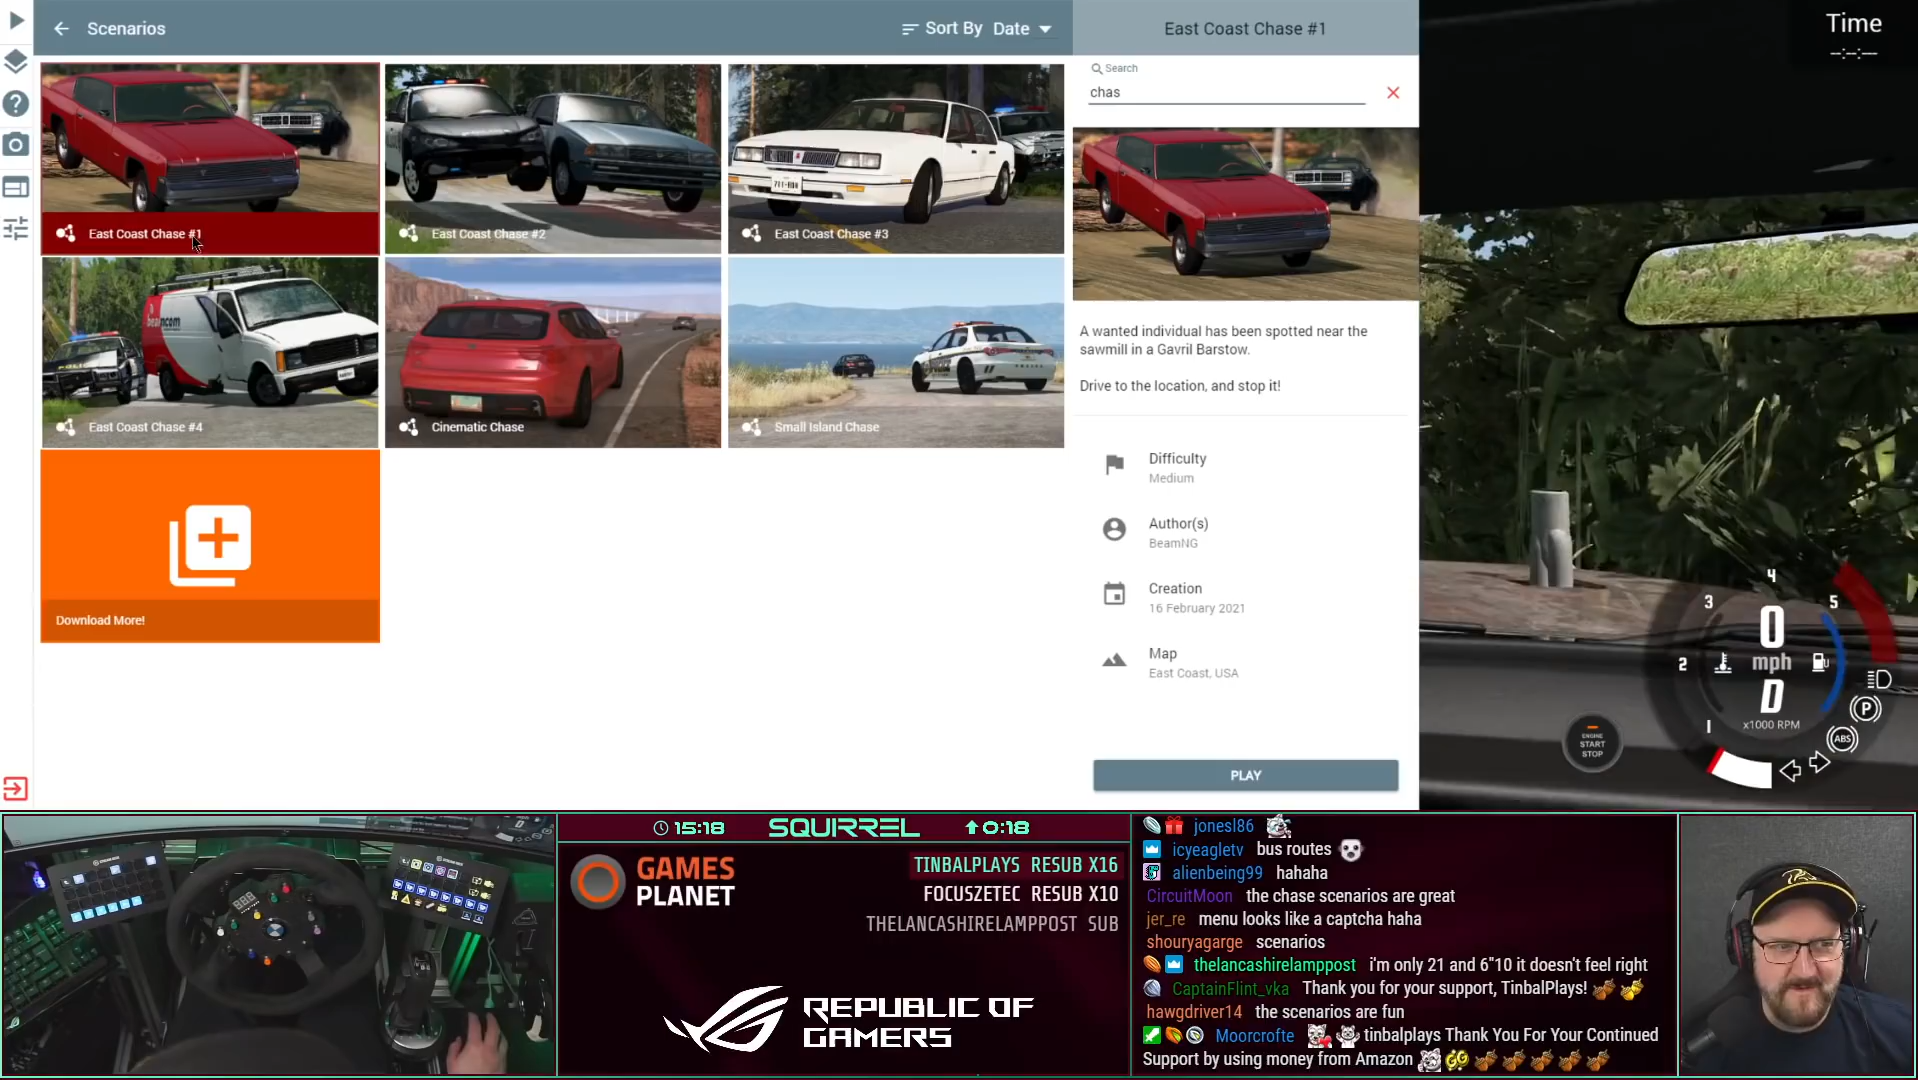 Scenarios
Sort By Date
East Coast Chase #1
Time
--:--:--
Search
chas
East Coast Chase #1
East Coast Chase #2
East Coast Chase #3
East Coast Chase #4
Cinematic Chase
Small Island Chase
Download More!
A wanted individual has been spotted near the
sawmill in a Gavril Barstow.
Drive to the location, and stop it!
Difficulty
Medium
Author(s)
BeamNG
Creation
16 February 2021
Map
East Coast, USA
PLAY
4
3
5
0
2
mph
D
1
x1000 RPM
P
ABS
ENGINE
START
STOP
15:18
SQUIRREL
0:18
GAMES
PLANET
TINBALPLAYS RESUB X16
FOCUSZETEC RESUB X10
THELANCASHIRELAMPPOST SUB
REPUBLIC OF
GAMERS
jonesl86
icyeagletv bus routes
alienbeing99 hahaha
CircuitMoon the chase scenarios are great
jer_re menu looks like a captcha haha
shouryagarge scenarios
thelancashirelamppost i'm only 21 and 6"10 it doesn't feel right
CaptainFlint_vka Thank you for your support, TinbalPlays!
hawgdriver14 the scenarios are fun
Moorcrofte tinbalplays Thank You For Your Continued
Support by using money from Amazon